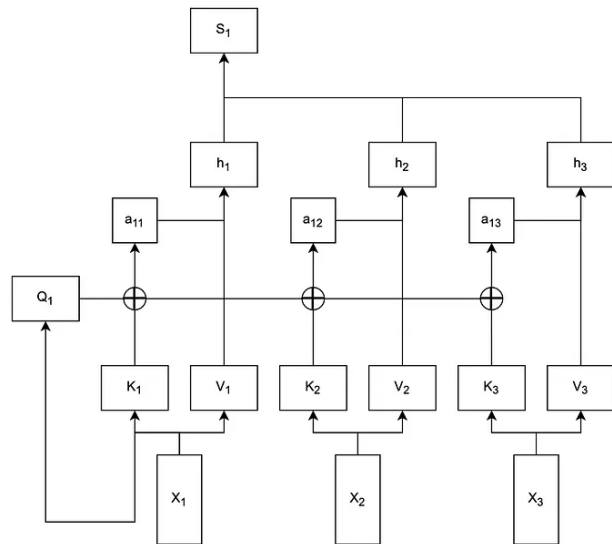 S₁
h₁ h₂ h₃
a₁₁ a₁₂ a₁₃
Q₁
K₁ V₁ K₂ V₂ K₃ V₃
X₁ X₂ X₃